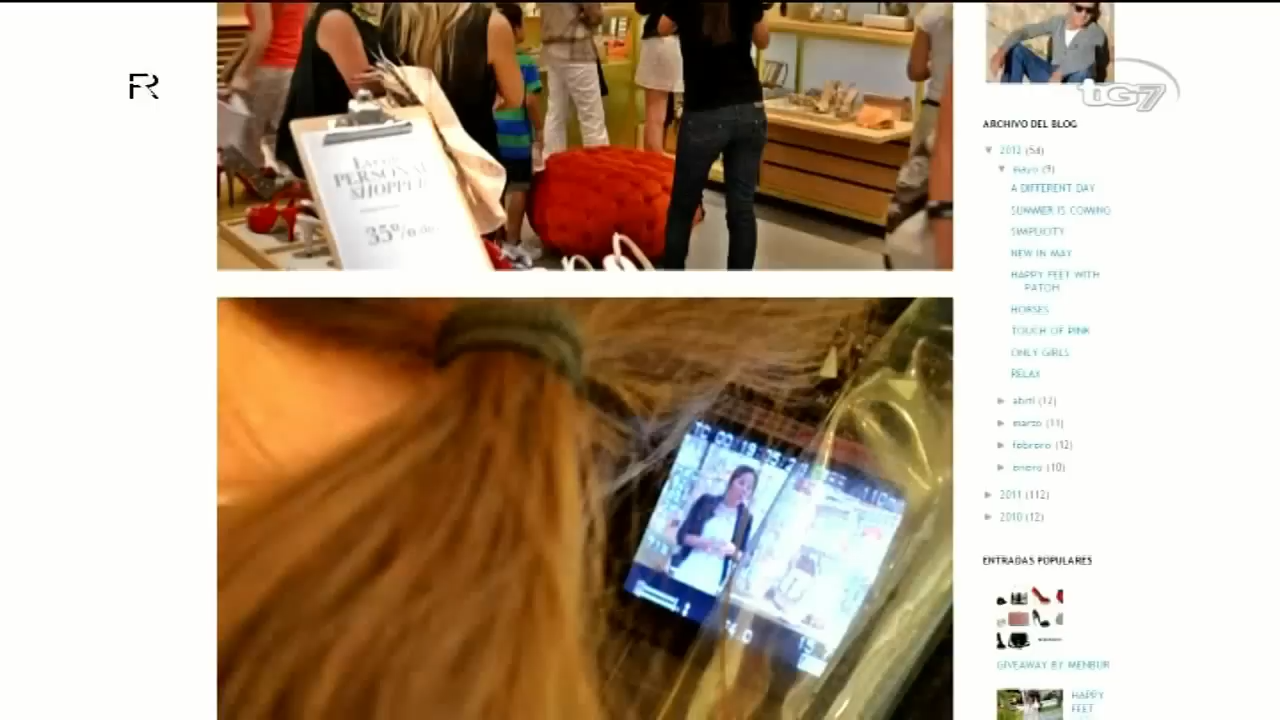 FR
tG7
PERSONAL
SHOPPER
35%
ARCHIVO DEL BLOG
2012 (54)
mayo (9)
A DIFFERENT DAY
SUMMER IS COMING
SIMPLICITY
NEW IN MAY
HAPPY FEET WITH
HORSES
TOUCH OF PINK
ONLY GIRLS
RELAX
abril (12)
marzo (11)
febrero (12)
enero (10)
2011 (112)
2010 (12)
ENTRADAS POPULARES
GIVEAWAY BY MENBUR
HAPPY
FEET